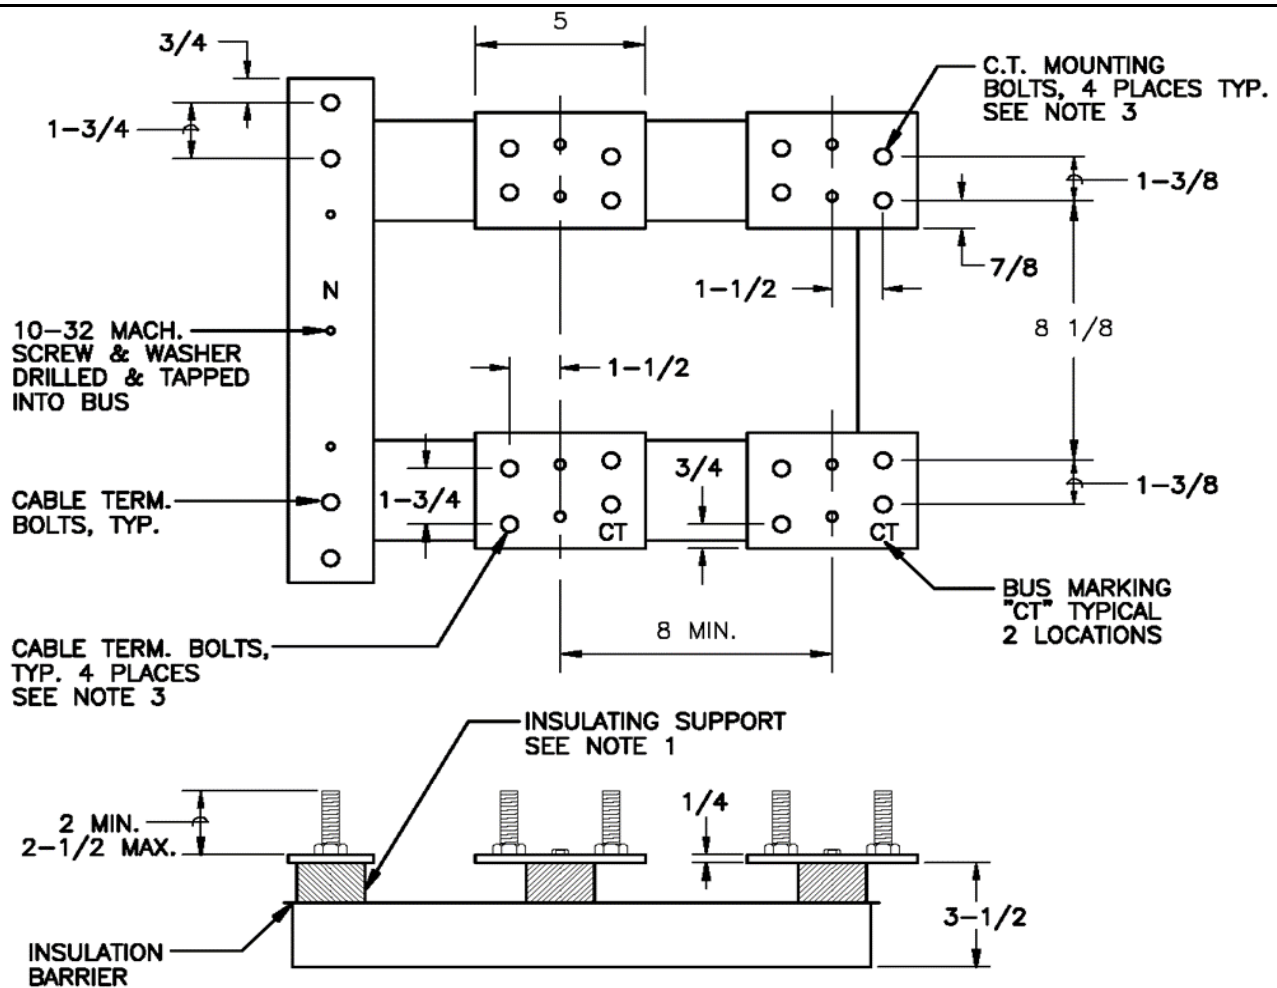 5
3/4
C.T. MOUNTING
BOLTS, 4 PLACES TYP.
SEE NOTE 3
1-3/4
1-3/8
7/8
1-1/2
N
8 1/8
10-32 MACH.
SCREW & WASHER
DRILLED & TAPPED
INTO BUS
1-1/2
3/4
1-3/8
CABLE TERM.
BOLTS, TYP.
1-3/4
CT
CT
BUS MARKING
"CT" TYPICAL
2 LOCATIONS
8 MIN.
CABLE TERM. BOLTS,
TYP. 4 PLACES
SEE NOTE 3
INSULATING SUPPORT
SEE NOTE 1
1/4
2 MIN.
2-1/2 MAX.
3-1/2
INSULATION
BARRIER